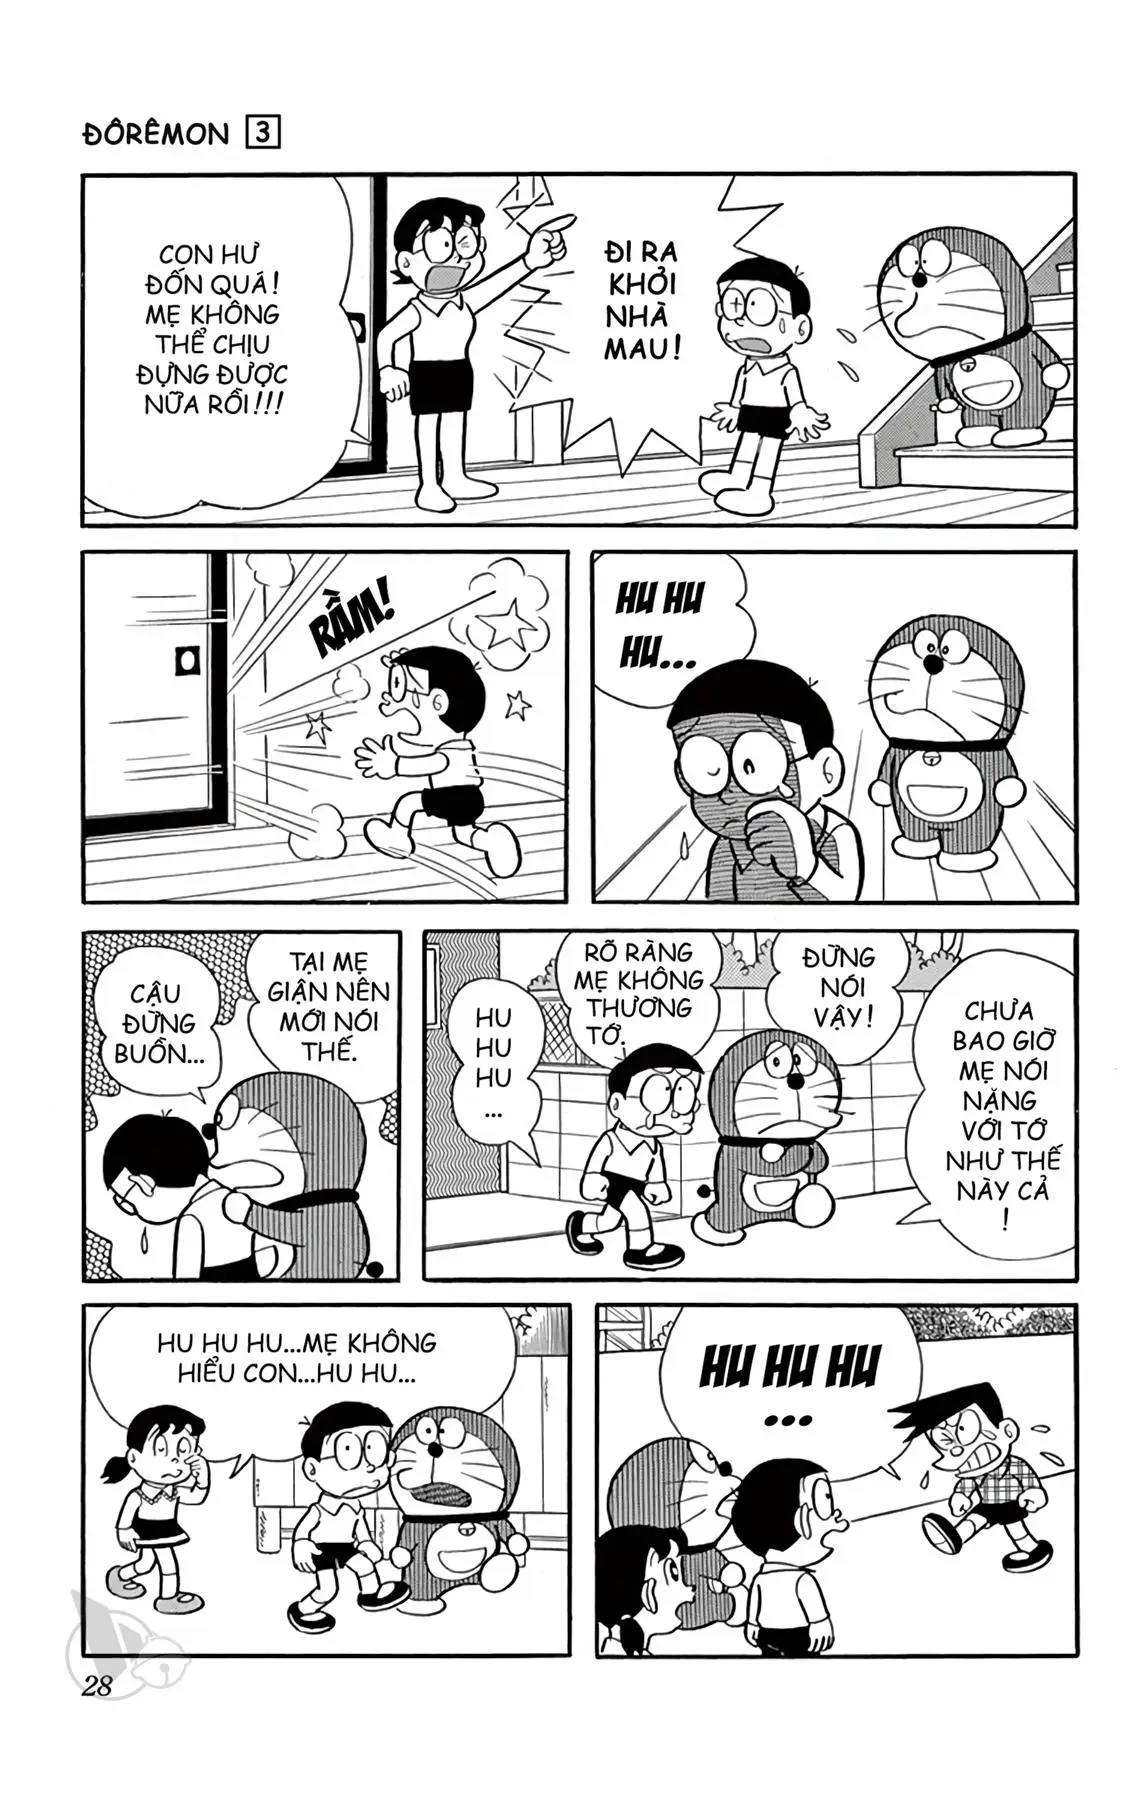 ĐÔRÊMON 3
CON HƯ
ĐỐN QUÁ!
MẸ KHÔNG
THỂ CHỊU
ĐỰNG ĐƯỢC
NỮA RỒI!!!
ĐI RA
KHỎI
NHÀ
MAU!
RẦM!
HU HU
HU...
CẬU
ĐỪNG
BUỒN...
TẠI MẸ
GIẬN NÊN
MỚI NÓI
THẾ.
HU
HU
HU
...
RÕ RÀNG
MẸ KHÔNG
THƯƠNG
TỚ.
ĐỪNG
NÓI
VẬY!
CHƯA
BAO GIỜ
MẸ NÓI
NẶNG
VỚI TỚ
NHƯ THẾ
NÀY CẢ
!
HU HU HU...MẸ KHÔNG
HIỂU CON...HU HU...
HU HU HU
...
28